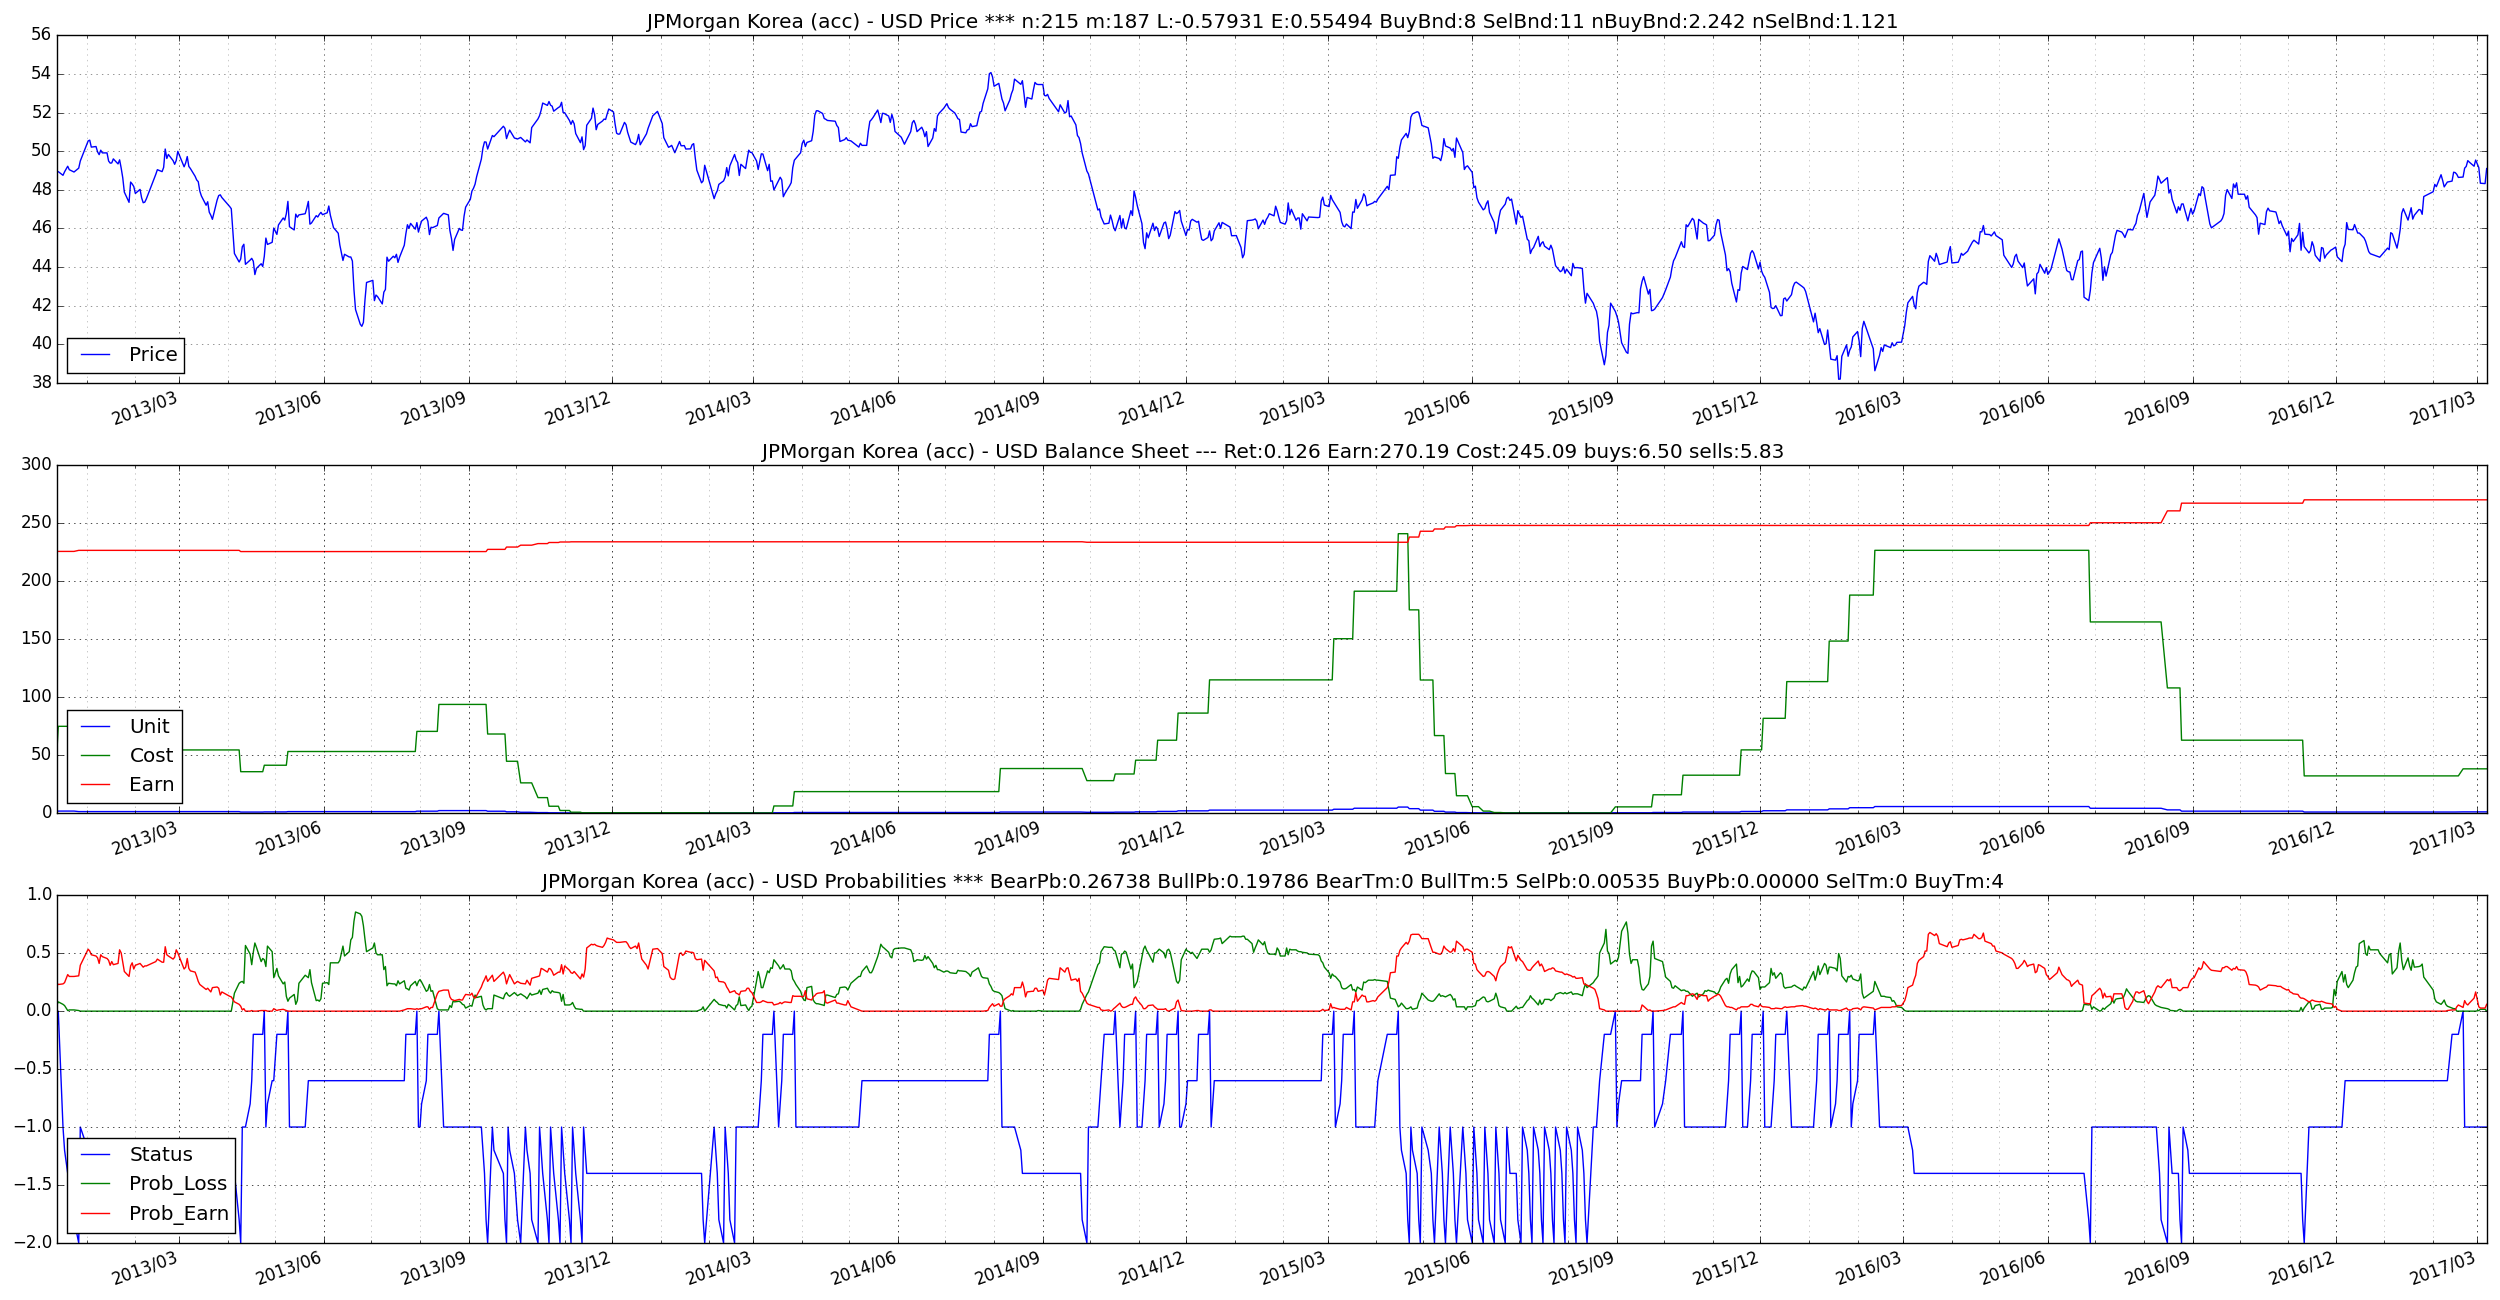 JPMorgan Korea (acc) - USD Price *** n:215 m:187 L:-0.57931 E:0.55494 BuyBnd:8 SelBnd:11 nBuyBnd:2.242 nSelBnd:1.121
56
54
52
50
48
46
44
42
40
38
Price
2013/03 2013/06 2013/09 2013/12 2014/03 2014/06 2014/09 2014/12 2015/03 2015/06 2015/09 2015/12 2016/03 2016/06 2016/09 2016/12 2017/03
JPMorgan Korea (acc) - USD Balance Sheet --- Ret:0.126 Earn:270.19 Cost:245.09 buys:6.50 sells:5.83
300
250
200
150
100
50
0
Unit
Cost
Earn
2013/03 2013/06 2013/09 2013/12 2014/03 2014/06 2014/09 2014/12 2015/03 2015/06 2015/09 2015/12 2016/03 2016/06 2016/09 2016/12 2017/03
JPMorgan Korea (acc) - USD Probabilities *** BearPb:0.26738 BullPb:0.19786 BearTm:0 BullTm:5 SelPb:0.00535 BuyPb:0.00000 SelTm:0 BuyTm:4
1.0
0.5
0.0
−0.5
−1.0
−1.5
−2.0
Status
Prob_Loss
Prob_Earn
2013/03 2013/06 2013/09 2013/12 2014/03 2014/06 2014/09 2014/12 2015/03 2015/06 2015/09 2015/12 2016/03 2016/06 2016/09 2016/12 2017/03